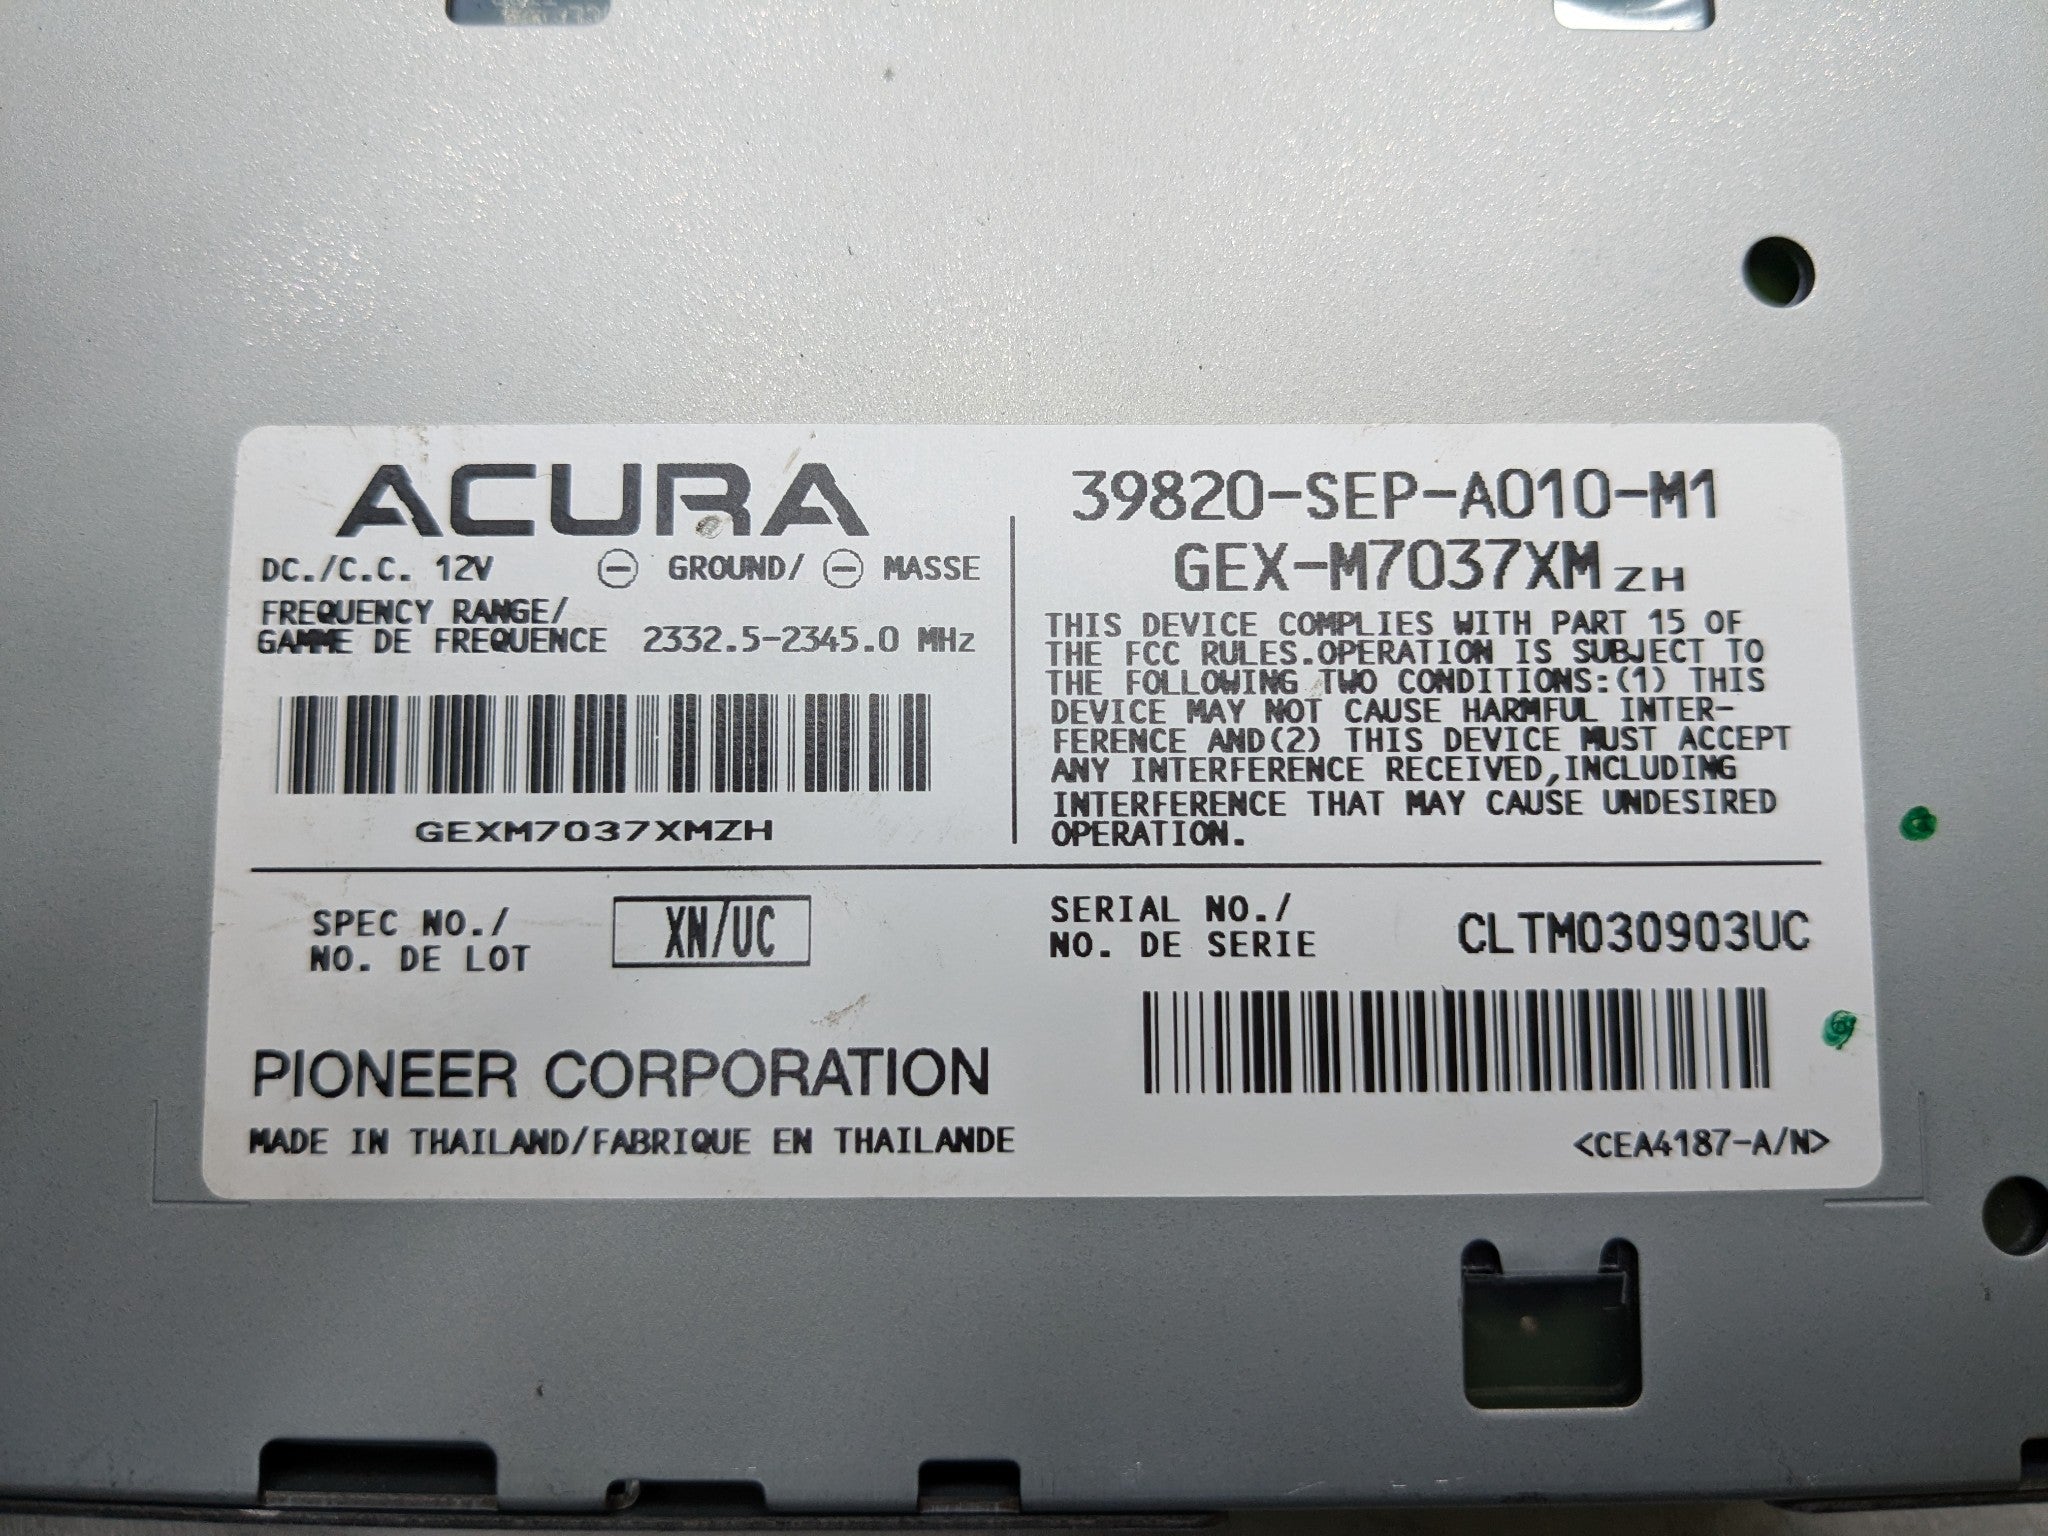 ACURA
DC./C.C. 12V ⊖ GROUND/ ⊖ MASSE
FREQUENCY RANGE/
GAMME DE FREQUENCE 2332.5-2345.0 MHz
GEXM7037XMZH
39820-SEP-A010-M1
GEX-M7037XM ZH
THIS DEVICE COMPLIES WITH PART 15 OF
THE FCC RULES.OPERATION IS SUBJECT TO
THE FOLLOWING TWO CONDITIONS:(1) THIS
DEVICE MAY NOT CAUSE HARMFUL INTER-
FERENCE AND(2) THIS DEVICE MUST ACCEPT
ANY INTERFERENCE RECEIVED,INCLUDING
INTERFERENCE THAT MAY CAUSE UNDESIRED
OPERATION.
SPEC NO./
NO. DE LOT
XN/UC
SERIAL NO./
NO. DE SERIE
CLTM030903UC
PIONEER CORPORATION
MADE IN THAILAND/FABRIQUE EN THAILANDE
<CEA4187-A/N>